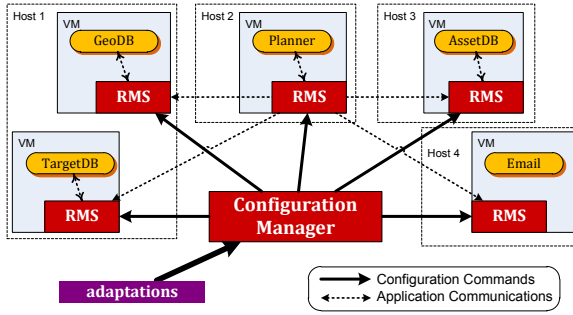 Host 1
VM
GeoDB
RMS
VM
TargetDB
RMS
Host 2
VM
Planner
RMS
Host 3
VM
AssetDB
RMS
Host 4
VM
Email
RMS
Configuration
Manager
adaptations
Configuration Commands
Application Communications